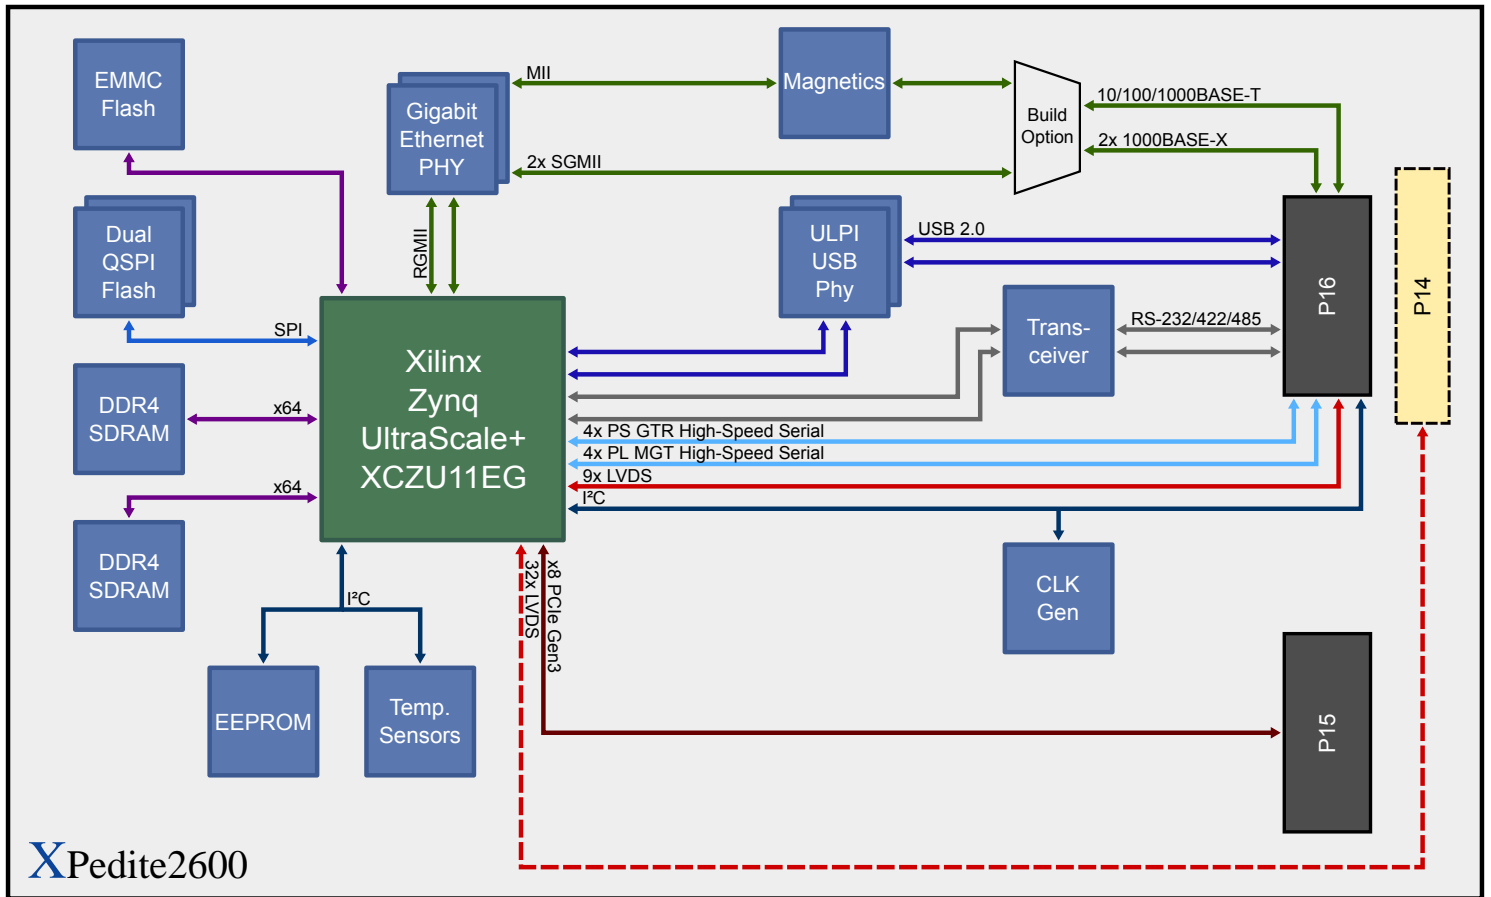 EMMC
Flash
Gigabit
Ethernet
PHY
MII
Magnetics
Build
Option
10/100/1000BASE-T
2x 1000BASE-X
2x SGMII
Dual
QSPI
Flash
RGMII
ULPI
USB
Phy
USB 2.0
P16
P14
SPI
Trans-
ceiver
RS-232/422/485
Xilinx
Zynq
UltraScale+
XCZU11EG
DDR4
SDRAM
x64
4x PS GTR High-Speed Serial
4x PL MGT High-Speed Serial
9x LVDS
I²C
x64
DDR4
SDRAM
CLK
Gen
I²C
x8 PCIe Gen3
32x LVDS
EEPROM
Temp.
Sensors
P15
XPedite2600